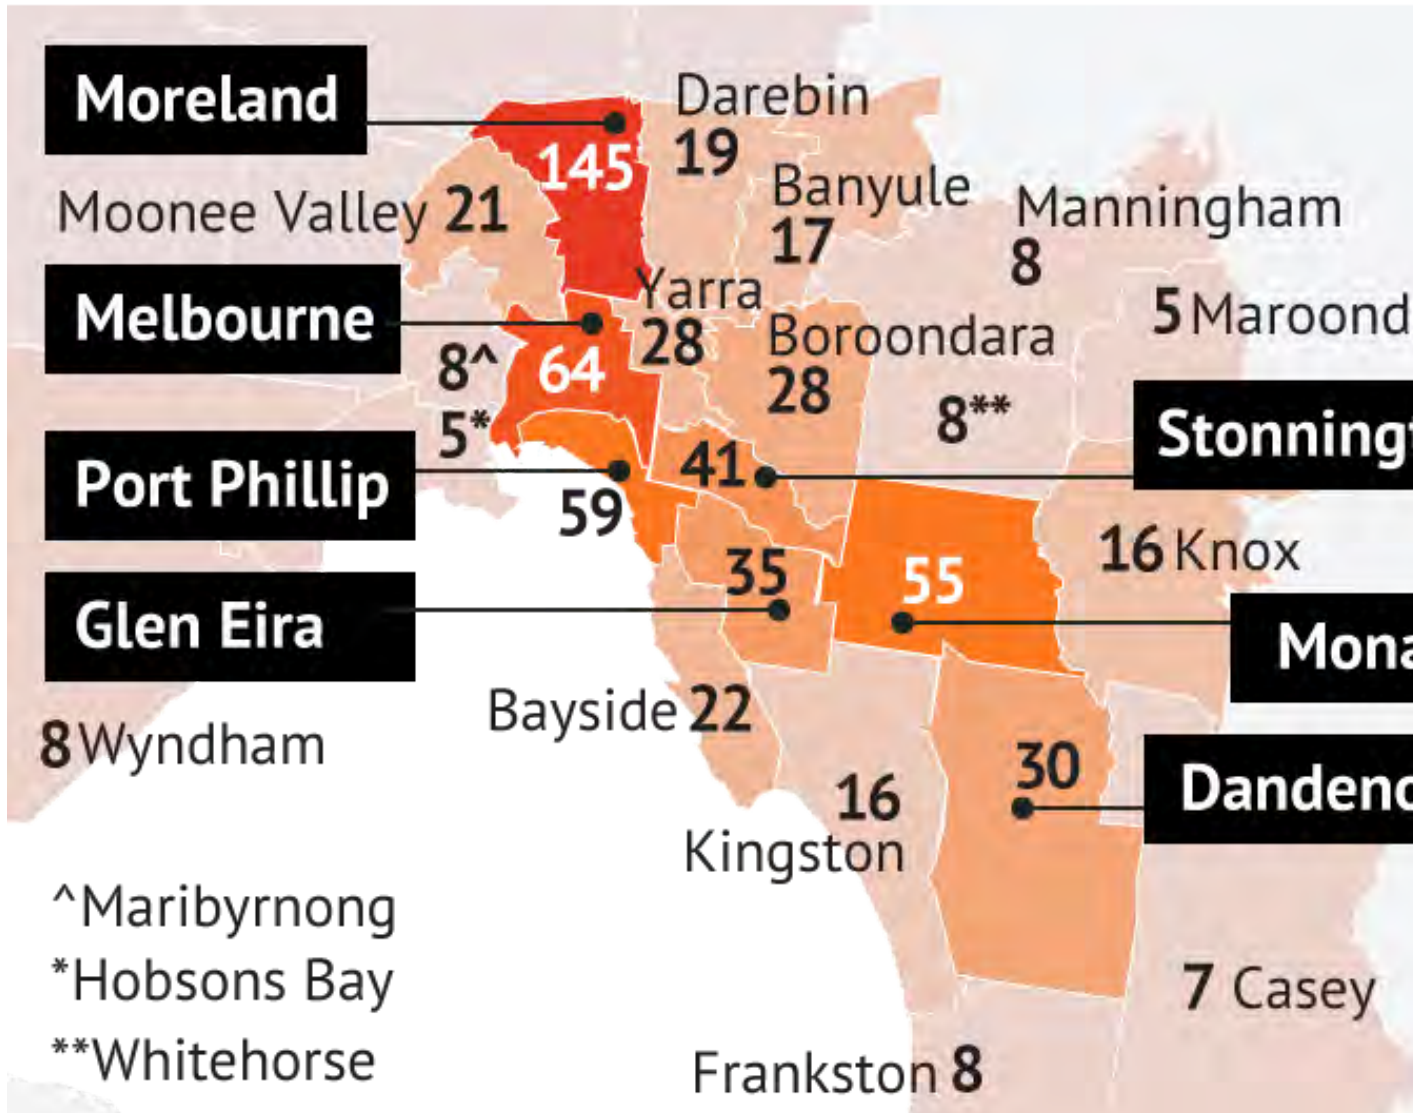 Moreland
145
Darebin
19
Moonee Valley 21
Banyule
17
Manningham
8
Melbourne
64
Yarra
28
Boroondara
28
5 Maroond
8^
5*
8**
Stonningt
41
Port Phillip
59
16 Knox
35
55
Glen Eira
Mona
Bayside 22
8 Wyndham
30
Dandeno
16
Kingston
^Maribyrnong
*Hobsons Bay
**Whitehorse
7 Casey
Frankston 8